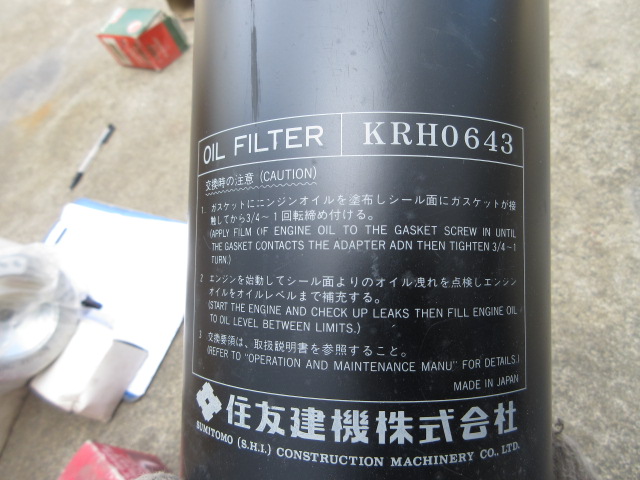 OIL FILTER KRH0643
交換時の注意 (CAUTION)
1. ガスケットにニンジンオイルを塗布しシール面にガスケットが接
触してから3/4～1回転締め付ける。
(APPLY FILM OF ENGINE OIL TO THE GASKET SCREW IN UNTIL
THE GASKET CONTACTS THE ADAPTER ADN THEN TIGHTEN 3/4～1
TURN.)
2 エンジンを始動してシール面よりのオイル洩れを点検しエンジン
オイルをオイルレベルまで補充する。
(START THE ENGINE AND CHECK UP LEAKS THEN FILL ENGINE OIL
TO OIL LEVEL BETWEEN LIMITS.)
3 交換要領は、取扱説明書を参照すること。
(REFER TO "OPERATION AND MAINTENANCE MANU" FOR DETAILS.)
MADE IN JAPAN
住友建機株式会社
SUMITOMO (S.H.I.) CONSTRUCTION MACHINERY CO., LTD.